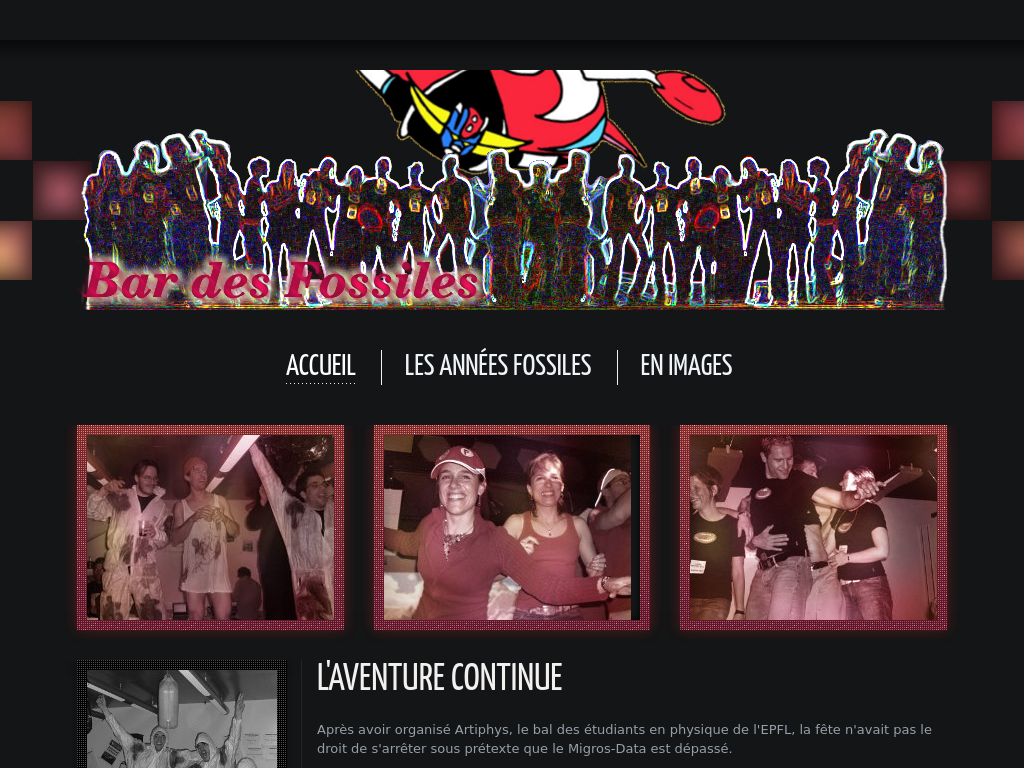 Bar des Fossiles
ACCUEIL
LES ANNÉES FOSSILES
EN IMAGES
L'AVENTURE CONTINUE
Après avoir organisé Artiphys, le bal des étudiants en physique de l'EPFL, la fête n'avait pas le
droit de s'arrêter sous prétexte que le Migros-Data est dépassé.